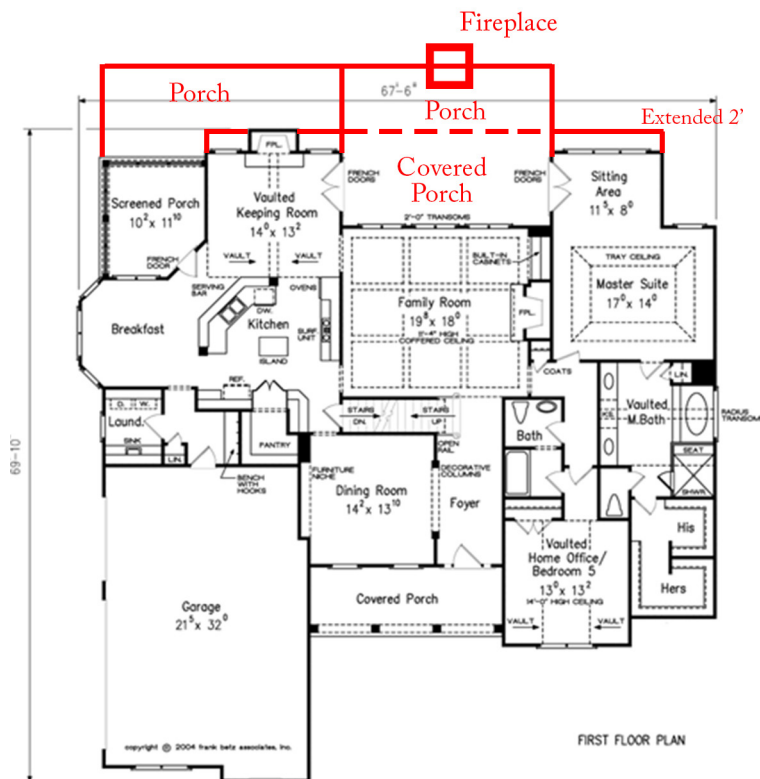 Fireplace
67'-6"
Porch
Porch
Extended 2'
FPL.
Covered
Porch
FRENCH
DOORS
FRENCH
DOORS
Screened Porch
10² x 11¹⁰
Vaulted
Keeping Room
14⁰ x 13²
Sitting
Area
11⁵ x 8⁰
2'-0" TRANSOMS
FRENCH
DOOR
VAULT
VAULT
BUILT-IN
CABINETS
TRAY CEILING
Master Suite
17⁰ x 14⁰
SERVING
BAR
OVENS
D.W.
Family Room
19⁸ x 18⁰
11'-4" HIGH
COFFERED CEILING
FPL.
Breakfast
Kitchen
SURF.
UNIT
ISLAND
COATS
REF.
LIN.
D.
W.
Laund.
SINK
LIN.
PANTRY
STAIRS
DN.
STAIRS
UP
Bath
Vaulted
M.Bath
RADIUS
TRANSOM
K.S.
SEAT
SHWR.
OPEN
RAIL
69'-10"
BENCH
WITH
HOOKS
FURNITURE
NICHE
DECORATIVE
COLUMNS
Dining Room
14² x 13¹⁰
Foyer
His
Hers
Vaulted
Home Office/
Bedroom 5
13⁰ x 13²
14'-0" HIGH CEILING
VAULT
VAULT
Covered Porch
Garage
21⁵ x 32⁰
copyright © 2004 frank betz associates, inc.
FIRST FLOOR PLAN